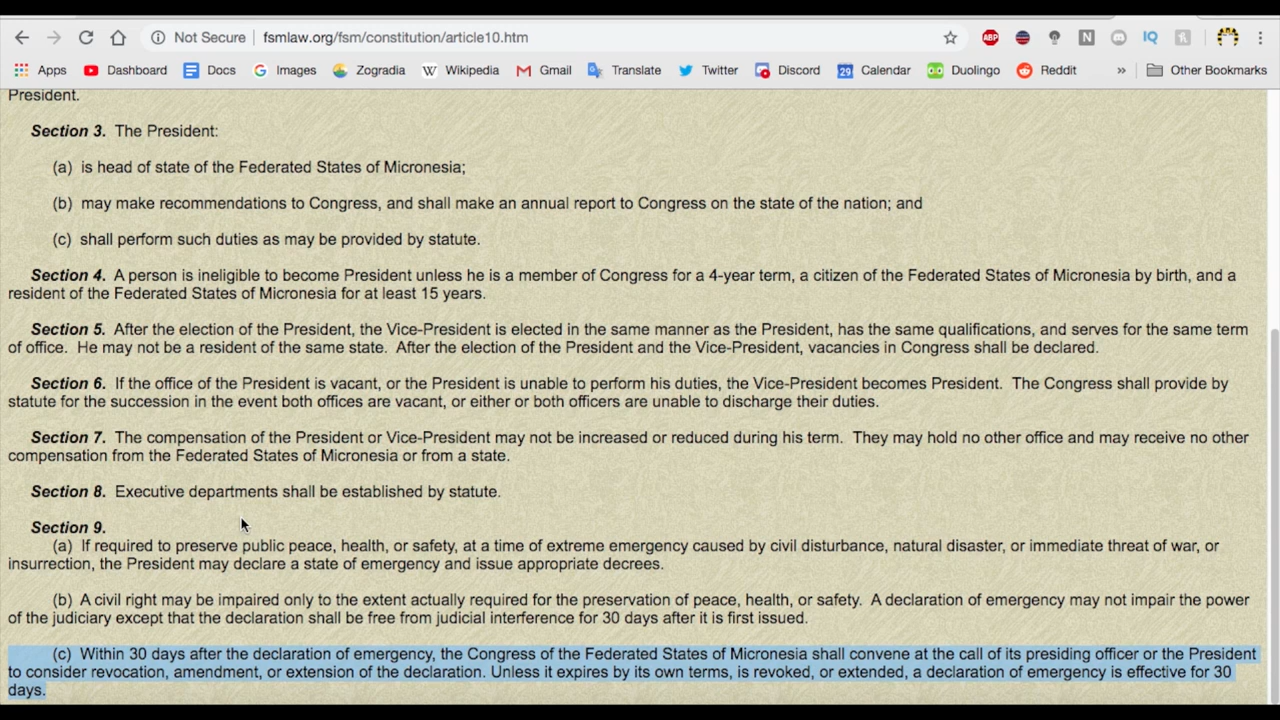 Not Secure fsmlaw.org/fsm/constitution/article10.htm ABP N IQ h
Apps Dashboard Docs Images Zogradia Wikipedia Gmail Translate Twitter Discord 29 Calendar Duolingo Reddit » Other Bookmarks
President.
Section 3. The President:
(a) is head of state of the Federated States of Micronesia;
(b) may make recommendations to Congress, and shall make an annual report to Congress on the state of the nation; and
(c) shall perform such duties as may be provided by statute.
Section 4. A person is ineligible to become President unless he is a member of Congress for a 4-year term, a citizen of the Federated States of Micronesia by birth, and a
resident of the Federated States of Micronesia for at least 15 years.
Section 5. After the election of the President, the Vice-President is elected in the same manner as the President, has the same qualifications, and serves for the same term
of office. He may not be a resident of the same state. After the election of the President and the Vice-President, vacancies in Congress shall be declared.
Section 6. If the office of the President is vacant, or the President is unable to perform his duties, the Vice-President becomes President. The Congress shall provide by
statute for the succession in the event both offices are vacant, or either or both officers are unable to discharge their duties.
Section 7. The compensation of the President or Vice-President may not be increased or reduced during his term. They may hold no other office and may receive no other
compensation from the Federated States of Micronesia or from a state.
Section 8. Executive departments shall be established by statute.
Section 9.
(a) If required to preserve public peace, health, or safety, at a time of extreme emergency caused by civil disturbance, natural disaster, or immediate threat of war, or
insurrection, the President may declare a state of emergency and issue appropriate decrees.
(b) A civil right may be impaired only to the extent actually required for the preservation of peace, health, or safety. A declaration of emergency may not impair the power
of the judiciary except that the declaration shall be free from judicial interference for 30 days after it is first issued.
(c) Within 30 days after the declaration of emergency, the Congress of the Federated States of Micronesia shall convene at the call of its presiding officer or the President
to consider revocation, amendment, or extension of the declaration. Unless it expires by its own terms, is revoked, or extended, a declaration of emergency is effective for 30
days.